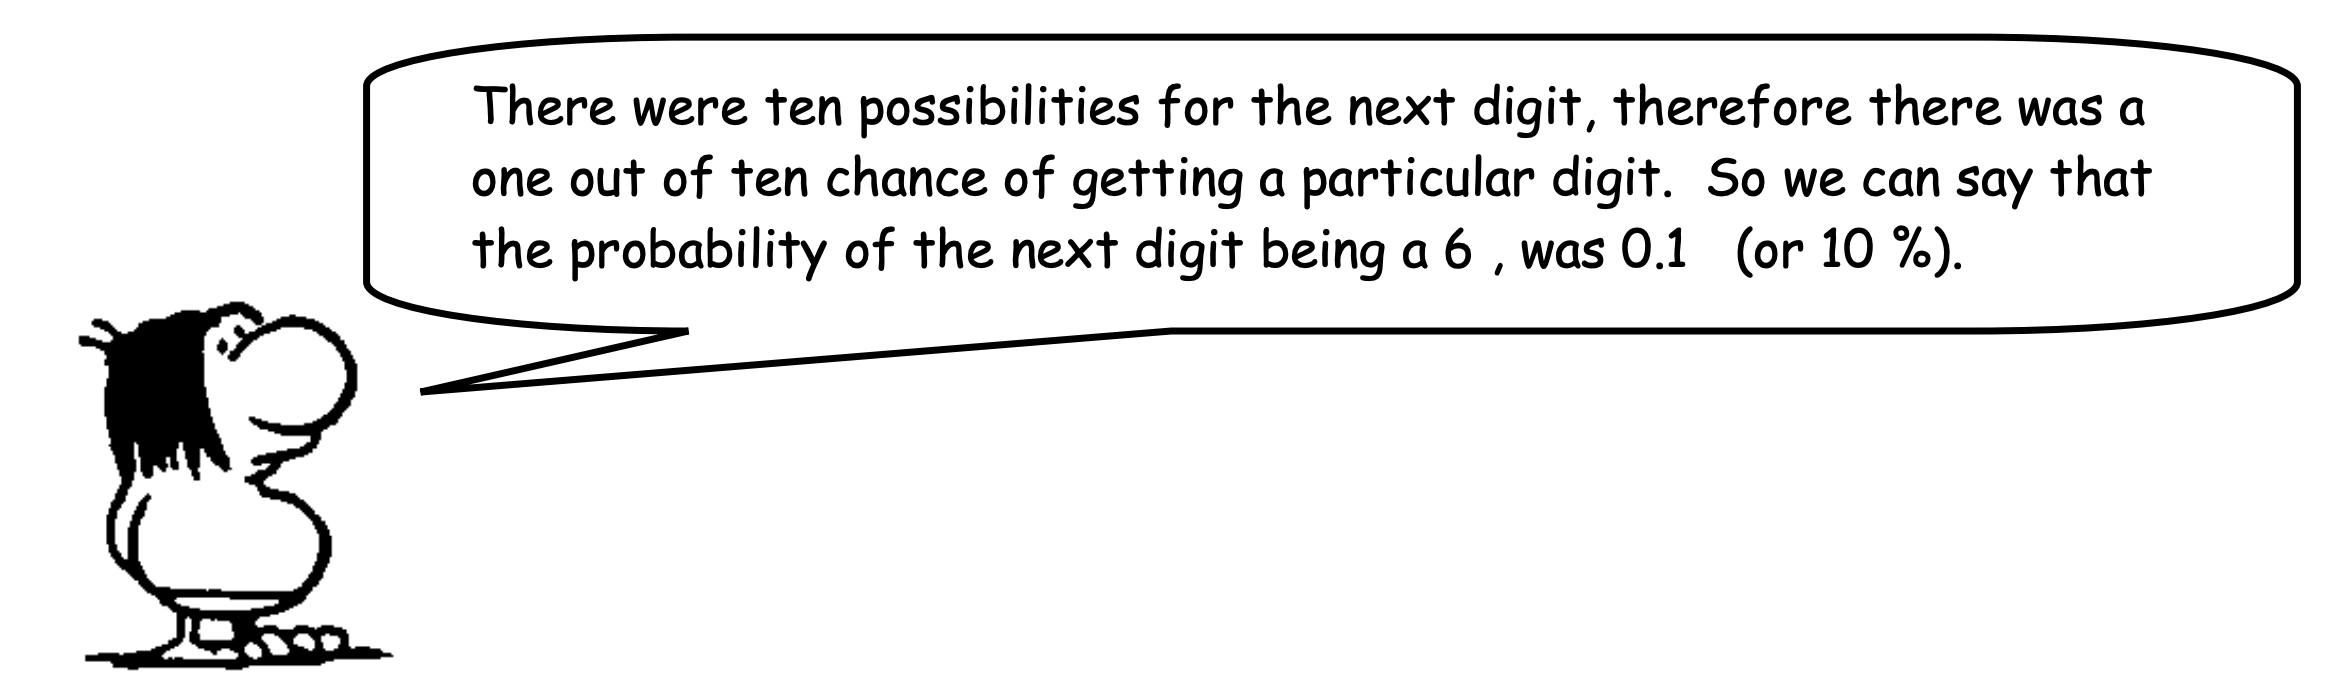 There were ten possibilities for the next digit, therefore there was a
one out of ten chance of getting a particular digit.  So we can say that
the probability of the next digit being a 6 , was 0.1   (or 10 %).